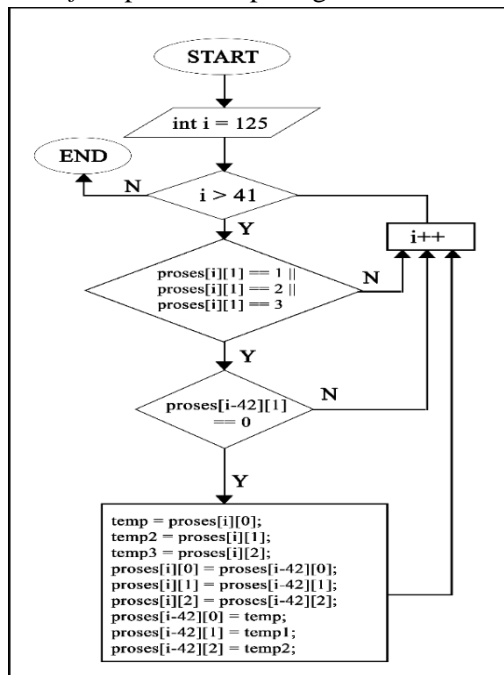 START
int i = 125
END
N
i > 41
Y
i++
proses[i][1] == 1 ||
proses[i][1] == 2 ||
proses[i][1] == 3
N
Y
proses[i-42][1]
== 0
N
Y
temp = proses[i][0];
temp2 = proses[i][1];
temp3 = proses[i][2];
proses[i][0] = proses[i-42][0];
proses[i][1] = proses[i-42][1];
proses[i][2] = proses[i-42][2];
proses[i-42][0] = temp;
proses[i-42][1] = temp1;
proses[i-42][2] = temp2;